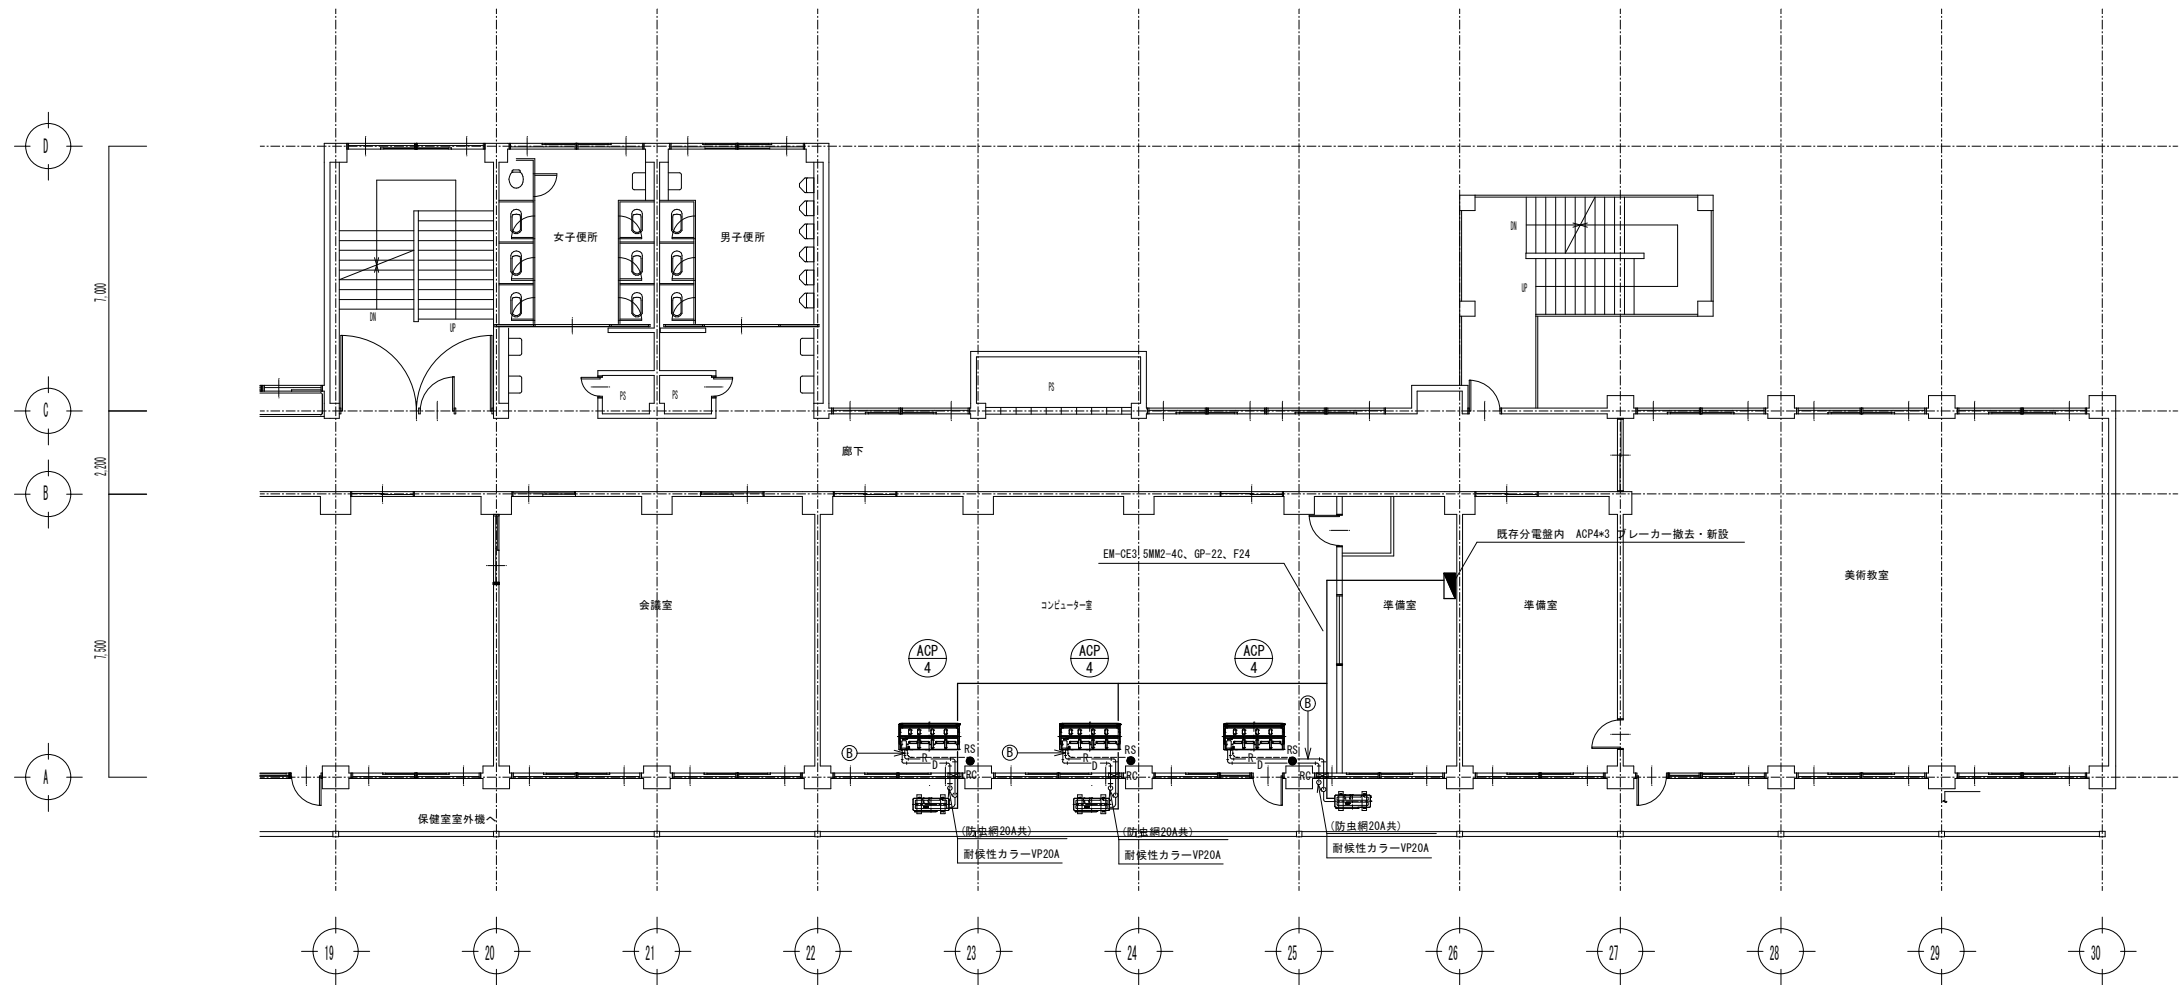 D
7,000
女子便所
男子便所
DN
UP
DN
UP
PS
PS
PS
C
2,200
廊下
B
既存分電盤内 ACP4*3 ブレーカー撤去・新設
EM-CE3.5MM2-4C、GP-22、F24
7,500
会議室
コンピューター室
準備室
準備室
美術教室
ACP
4
ACP
4
ACP
4
B
B
B
R
D
RS
RC
R
D
RS
RC
R
D
RS
RC
A
保健室室外機へ
(防虫網20A共)
耐候性カラーVP20A
(防虫網20A共)
耐候性カラーVP20A
(防虫網20A共)
耐候性カラーVP20A
19
20
21
22
23
24
25
26
27
28
29
30